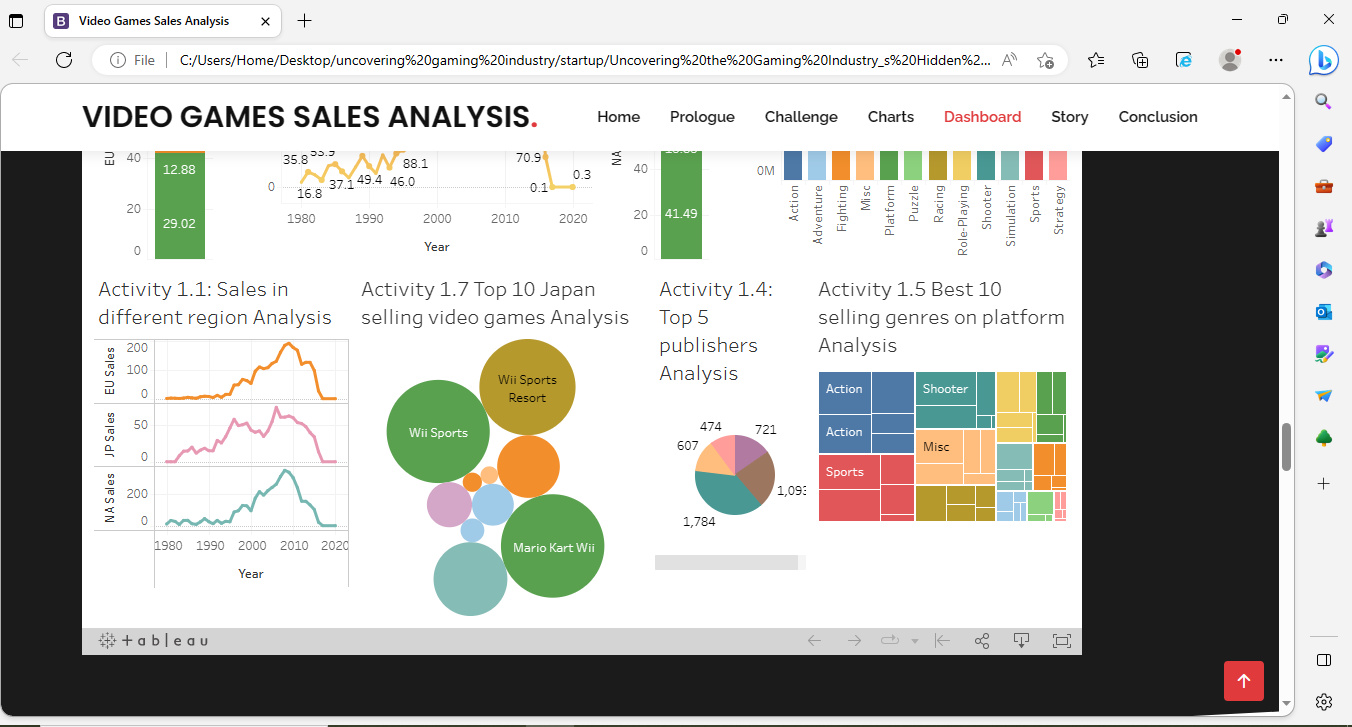 Video Games Sales Analysis
File
C:/Users/Home/Desktop/uncovering%20gaming%20industry/startup/Uncovering%20the%20Gaming%20Industry_s%20Hidden%2...
VIDEO GAMES SALES ANALYSIS.
Home
Prologue
Challenge
Charts
Dashboard
Story
Conclusion
EU
40
20
0
12.88
29.02
0
35.8
53.9
16.8
37.1
49.4
88.1
46.0
70.9
0.1
0.3
1980
1990
2000
2010
2020
Year
NA
40
20
0
41.49
0M
Action
Adventure
Fighting
Misc
Platform
Puzzle
Racing
Role-Playing
Shooter
Simulation
Sports
Strategy
Activity 1.1: Sales in
different region Analysis
EU Sales
200
100
0
JP Sales
50
0
NA Sales
200
0
1980
1990
2000
2010
2020
Year
Activity 1.7 Top 10 Japan
selling video games Analysis
Wii Sports
Resort
Wii Sports
Mario Kart Wii
Activity 1.4:
Top 5
publishers
Analysis
474
721
607
1,093
1,784
Activity 1.5 Best 10
selling genres on platform
Analysis
Action
Shooter
Action
Misc
Sports
+ableau